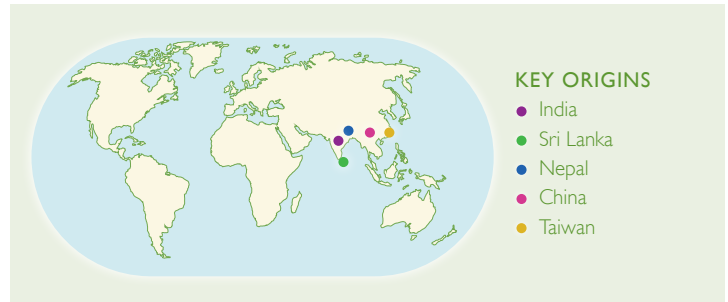 KEY ORIGINS
India
Sri Lanka
Nepal
China
Taiwan